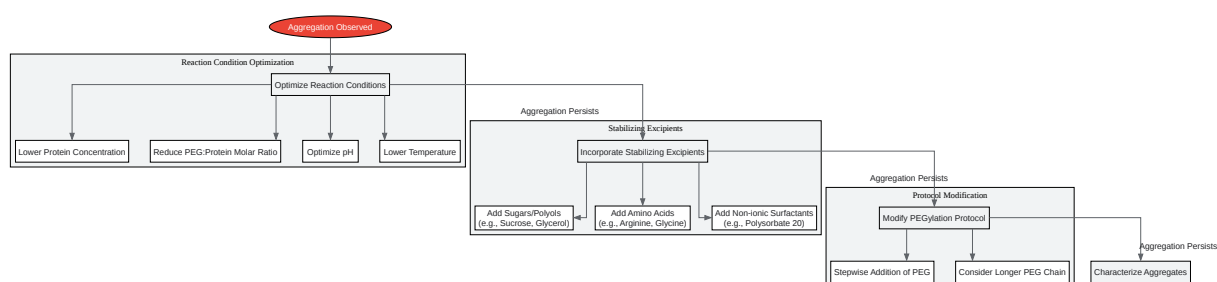 Aggregation Observed
Reaction Condition Optimization
Optimize Reaction Conditions
Lower Protein Concentration
Reduce PEG:Protein Molar Ratio
Optimize pH
Lower Temperature
Aggregation Persists
Stabilizing Excipients
Incorporate Stabilizing Excipients
Add Sugars/Polyols
(e.g., Sucrose, Glycerol)
Add Amino Acids
(e.g., Arginine, Glycine)
Add Non-ionic Surfactants
(e.g., Polysorbate 20)
Aggregation Persists
Protocol Modification
Modify PEGylation Protocol
Stepwise Addition of PEG
Consider Longer PEG Chain
Aggregation Persists
Characterize Aggregates